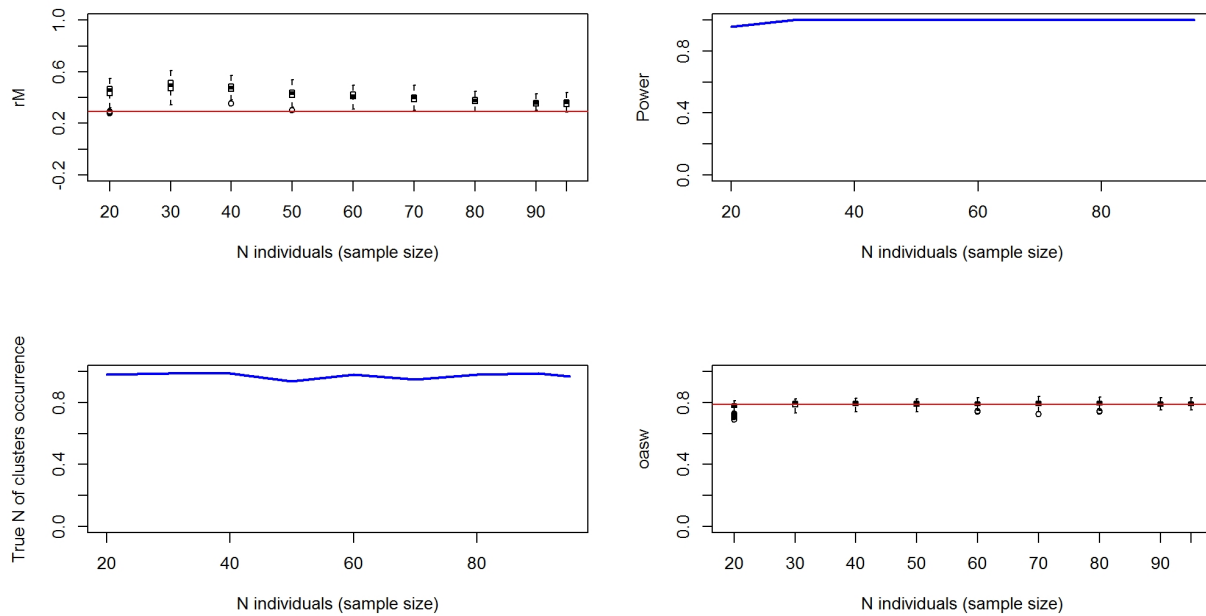 rM
1.0
0.6
0.2
-0.2
20 30 40 50 60 70 80 90
N individuals (sample size)
Power
0.8
0.4
0.0
20 40 60 80
N individuals (sample size)
True N of clusters occurrence
0.8
0.4
0.0
20 40 60 80
N individuals (sample size)
oasw
0.8
0.4
0.0
20 30 40 50 60 70 80 90
N individuals (sample size)